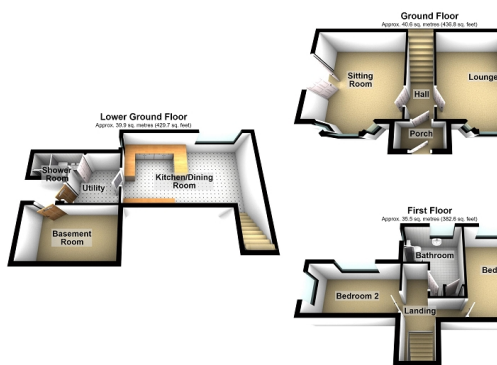 Ground Floor
Approx. 40.6 sq. metres (436.8 sq. feet)
Sitting
Room
Lounge
Hall
Porch
Lower Ground Floor
Approx. 39.9 sq. metres (429.7 sq. feet)
Shower
Room
Utility
Kitchen/Dining
Room
Basement
Room
First Floor
Approx. 35.5 sq. metres (382.6 sq. feet)
Bathroom
Bed
Bedroom 2
Landing